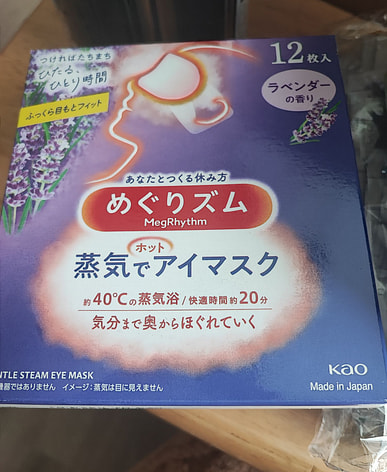 つければたちまち
ひたる、
ひとり時間
12枚入
ラベンダー
の香り
ふっくら目もとフィット
あなたとつくる休み方
めぐりズム
MegRhythm
ホット
蒸気でアイマスク
約40℃の蒸気浴/快適時間約20分
気分まで奥からほぐれていく
NTLE STEAM EYE MASK
機器ではありません イメージ:蒸気は目に見えません
Kao
Made in Japan